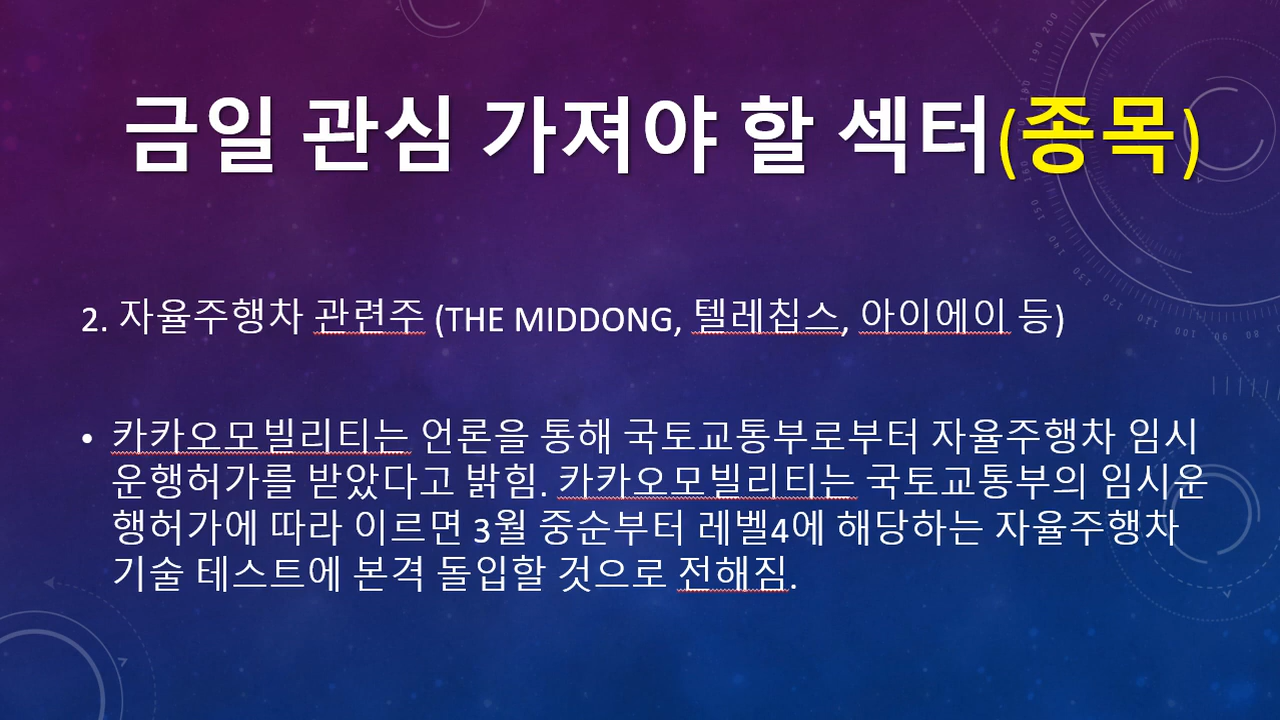 금일 관심 가져야 할 섹터(종목)
2. 자율주행차 관련주 (THE MIDDONG, 텔레칩스, 아이에이 등)
• 카카오모빌리티는 언론을 통해 국토교통부로부터 자율주행차 임시
운행허가를 받았다고 밝힘. 카카오모빌리티는 국토교통부의 임시운
행허가에 따라 이르면 3월 중순부터 레벨4에 해당하는 자율주행차
기술 테스트에 본격 돌입할 것으로 전해짐.